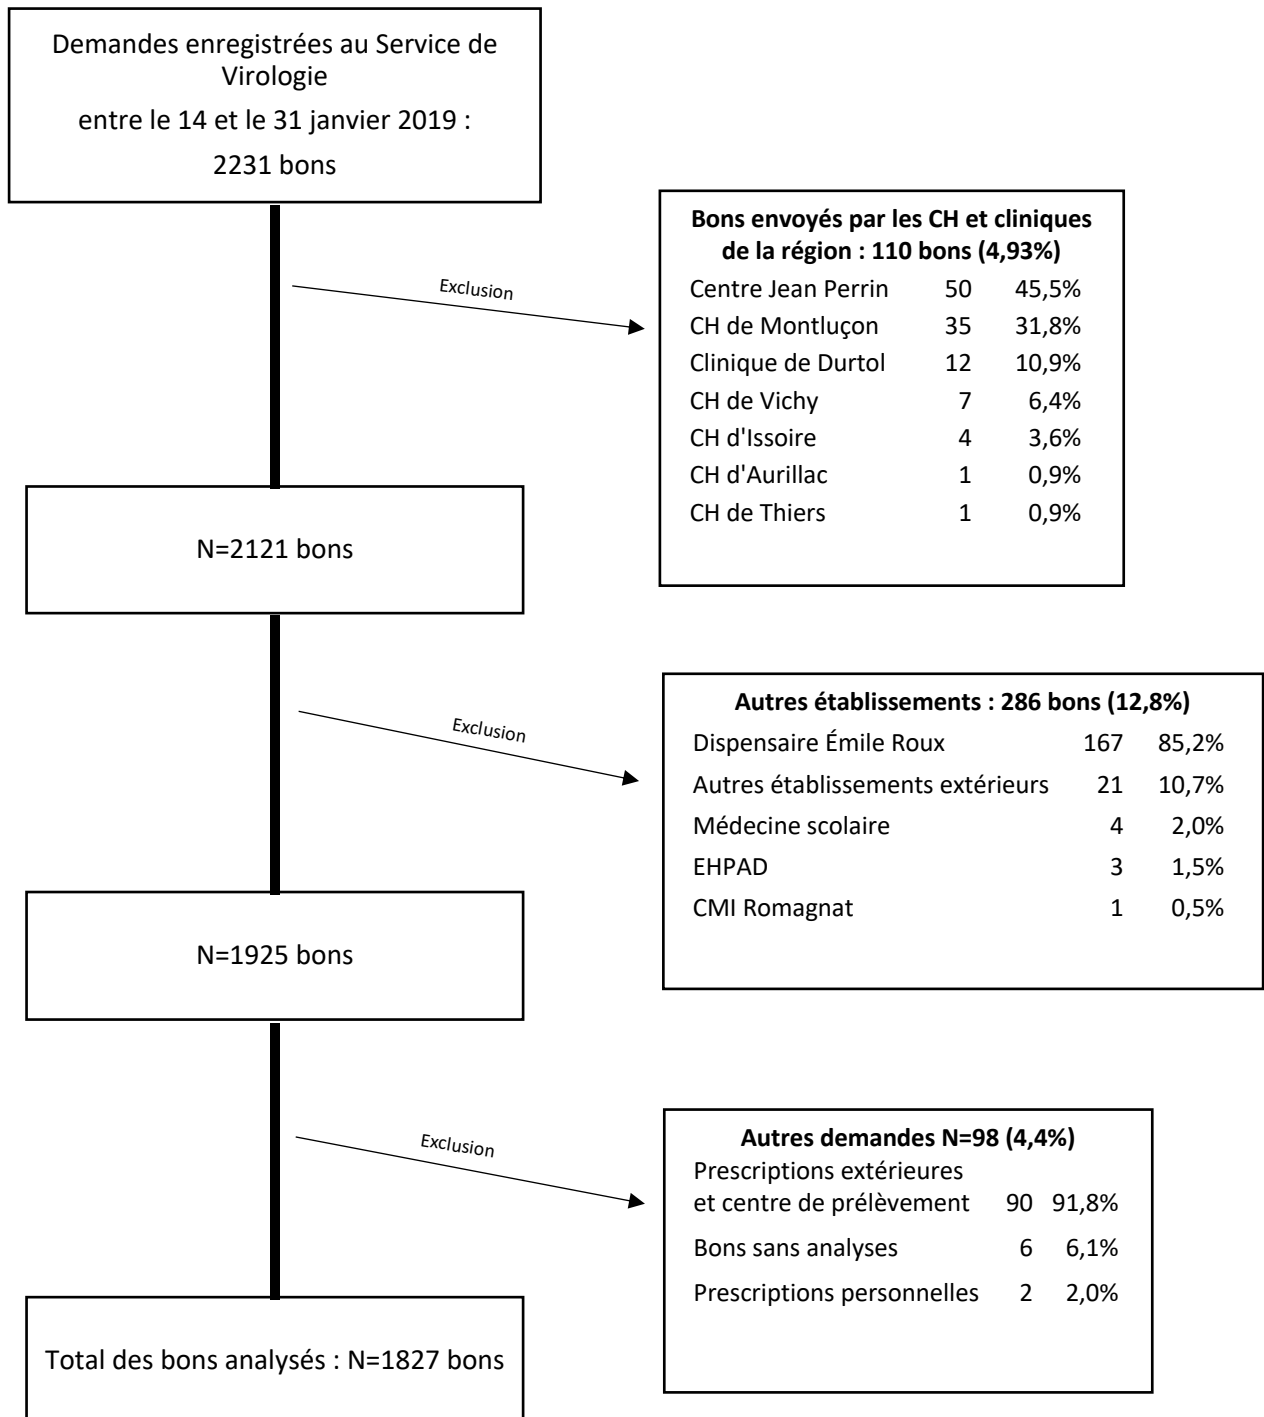 Demandes enregistrées au Service de
Virologie
entre le 14 et le 31 janvier 2019 :
2231 bons
Exclusion
Bons envoyés par les CH et cliniques
de la région : 110 bons (4,93%)
Centre Jean Perrin 50 45,5%
CH de Montluçon 35 31,8%
Clinique de Durtol 12 10,9%
CH de Vichy 7 6,4%
CH d'Issoire 4 3,6%
CH d'Aurillac 1 0,9%
CH de Thiers 1 0,9%
N=2121 bons
Exclusion
Autres établissements : 286 bons (12,8%)
Dispensaire Émile Roux 167 85,2%
Autres établissements extérieurs 21 10,7%
Médecine scolaire 4 2,0%
EHPAD 3 1,5%
CMI Romagnat 1 0,5%
N=1925 bons
Exclusion
Autres demandes N=98 (4,4%)
Prescriptions extérieures
et centre de prélèvement 90 91,8%
Bons sans analyses 6 6,1%
Prescriptions personnelles 2 2,0%
Total des bons analysés : N=1827 bons